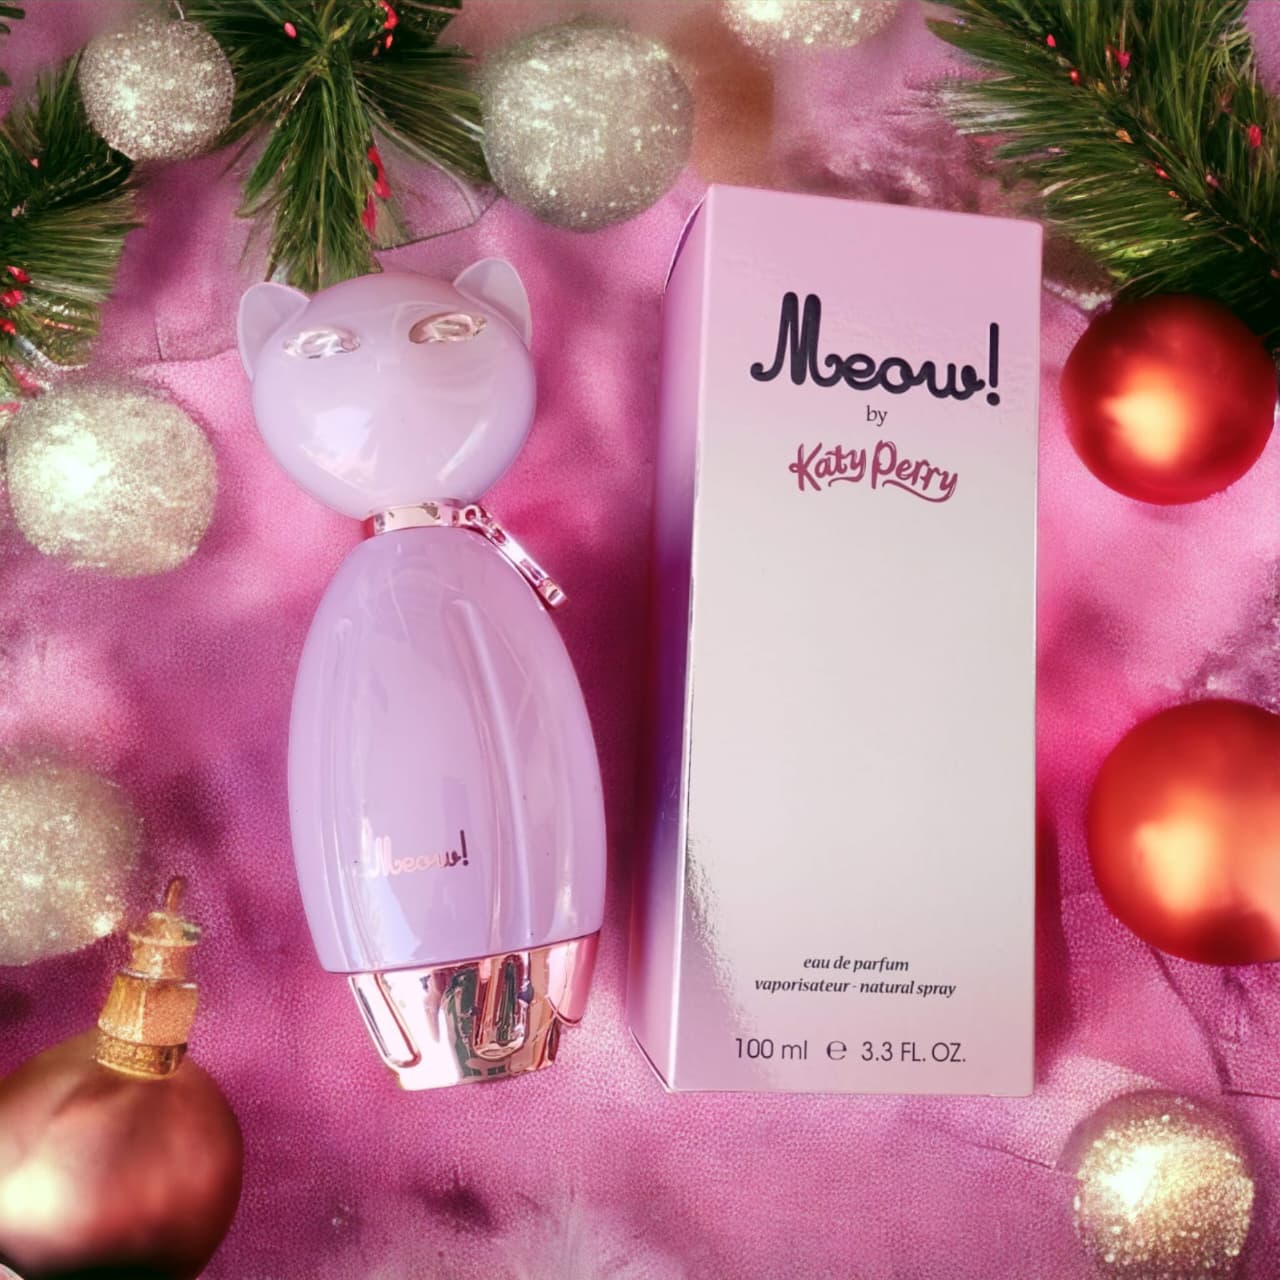 Meow!
by
Katy Perry
Meow!
eau de parfum
vaporisateur - natural spray
100 ml ℮ 3.3 FL. OZ.